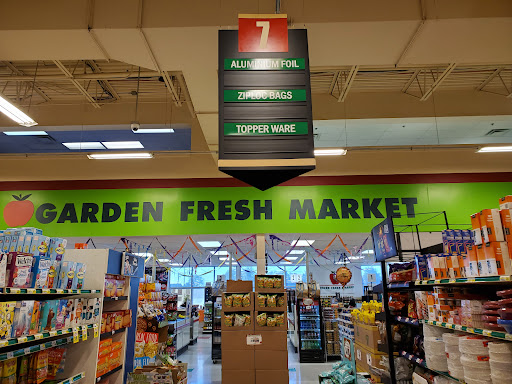 7
ALUMINUM FOIL
ZIPLOC BAGS
TOPPER WARE
GARDEN FRESH MARKET